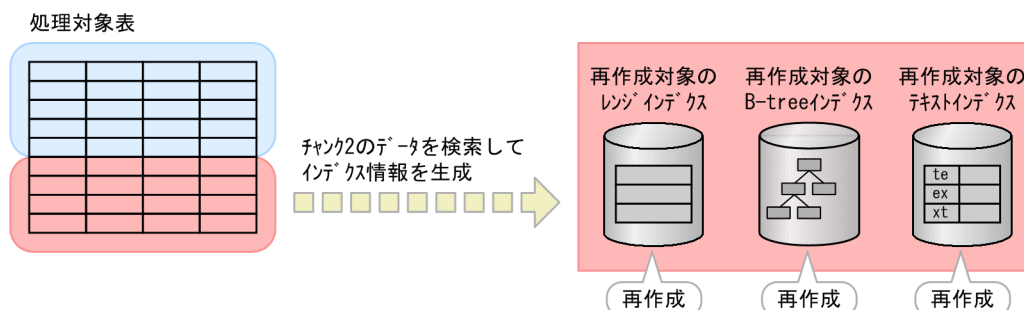 処理対象表
チャンク2のデータを検索して
インデクス情報を生成
再作成対象の
レンジインデクス
再作成対象の
B-treeインデクス
再作成対象の
テキストインデクス
te
ex
xt
再作成
再作成
再作成